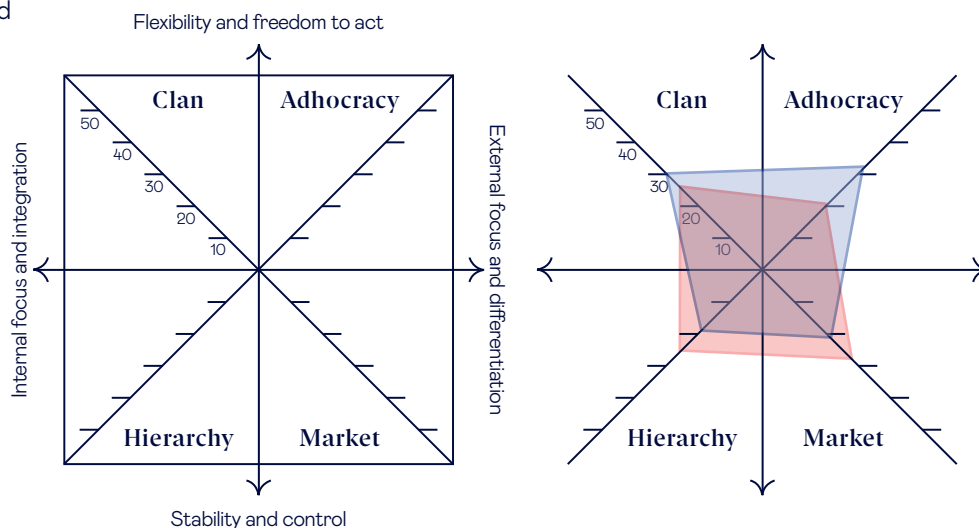 d
Flexibility and freedom to act
Internal focus and integration
Clan
Adhocracy
50
40
30
20
10
Hierarchy
Market
Stability and control
External focus and differentiation
Clan
Adhocracy
50
40
30
20
10
Hierarchy
Market